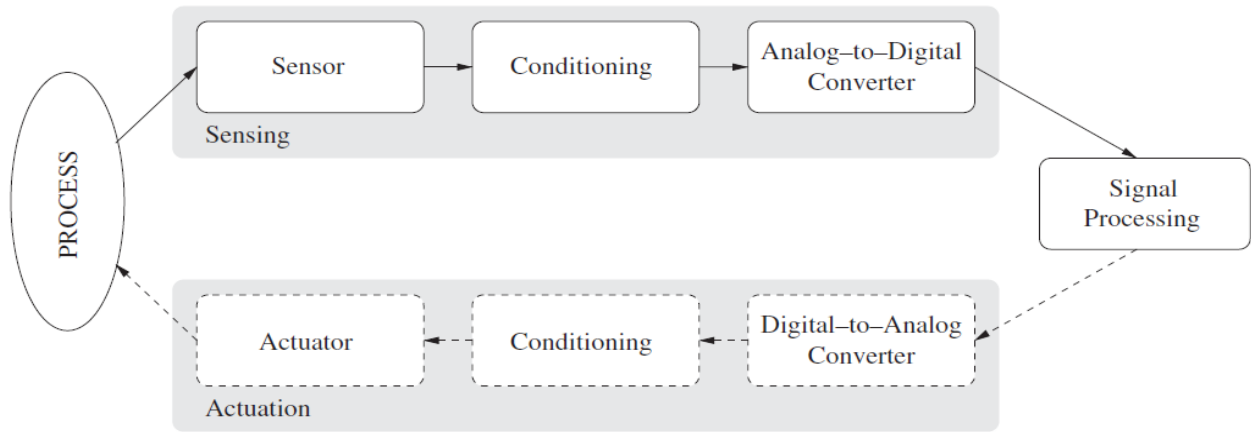 Sensor
Conditioning
Analog–to–Digital
Converter
Sensing
PROCESS
Signal
Processing
Actuator
Conditioning
Digital–to–Analog
Converter
Actuation